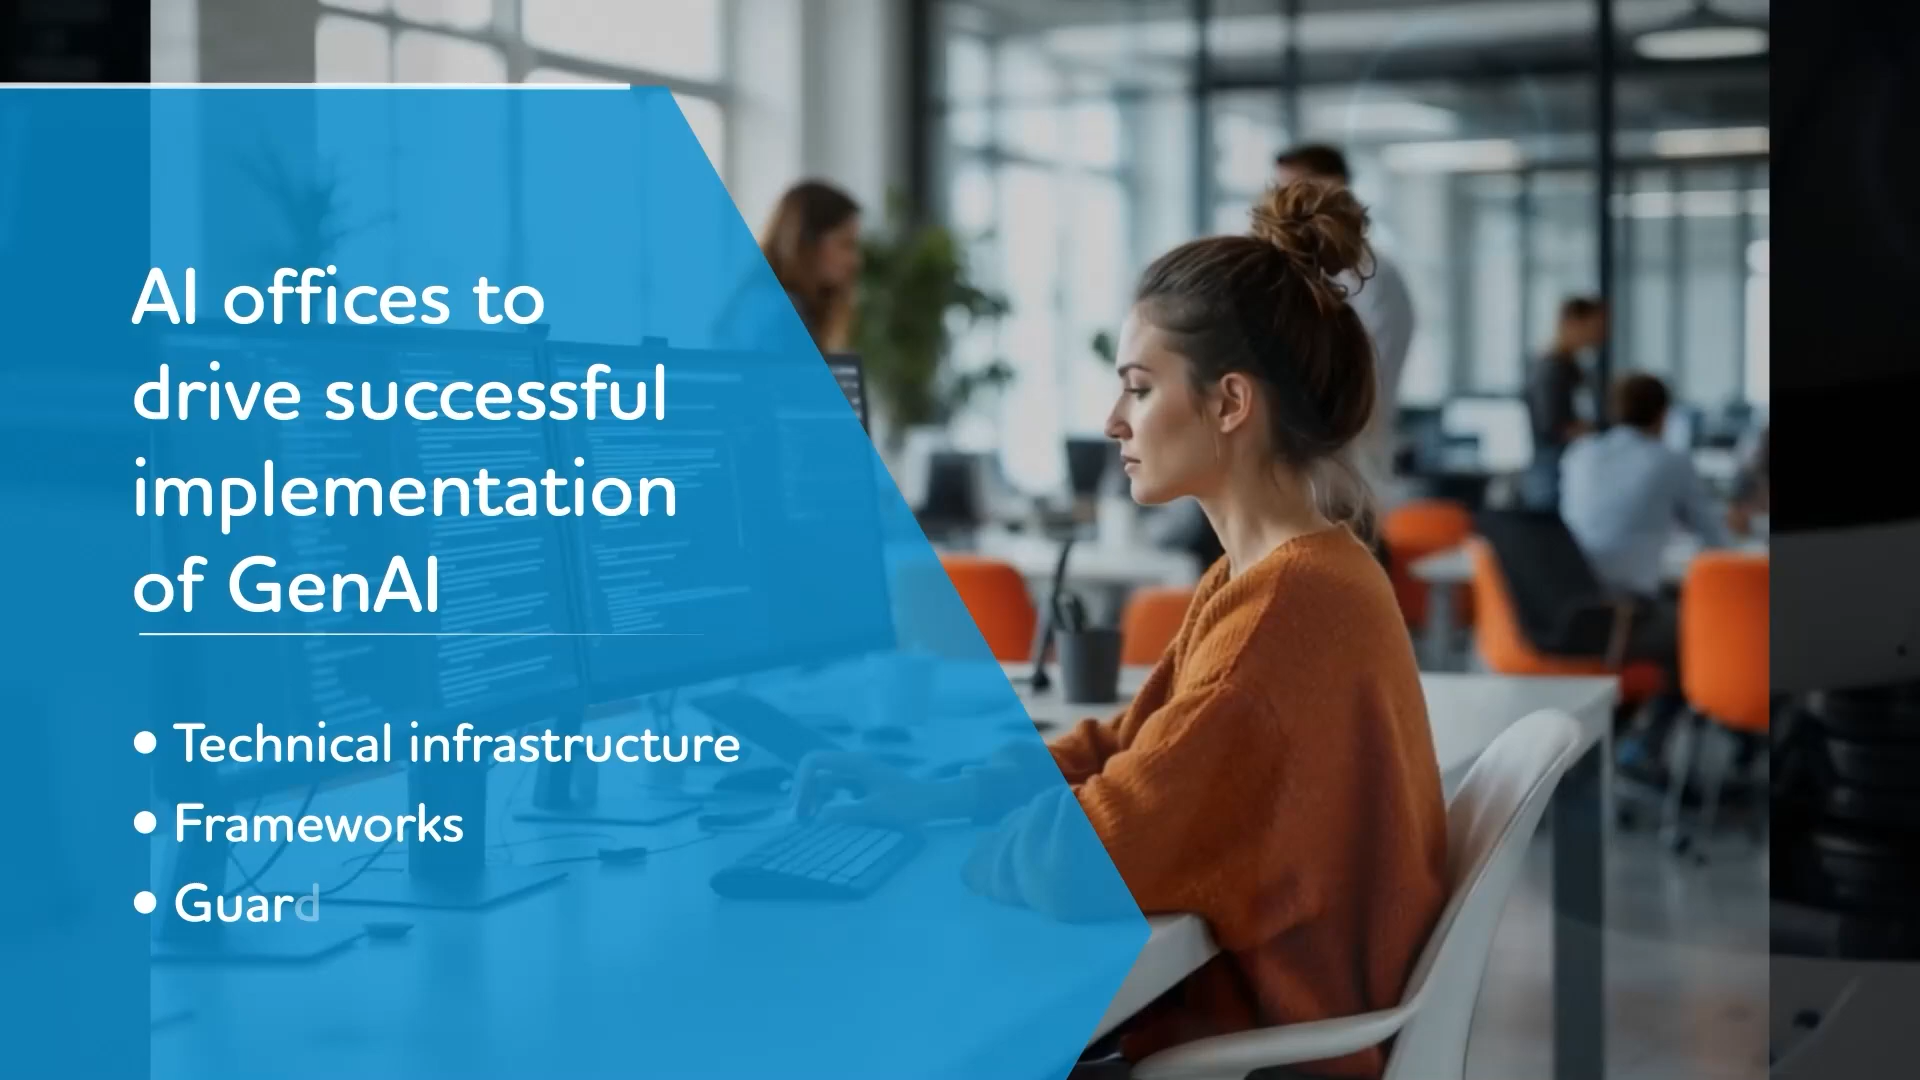 AI offices to
drive successful
implementation
of GenAI
• Technical infrastructure
• Frameworks
• Guard